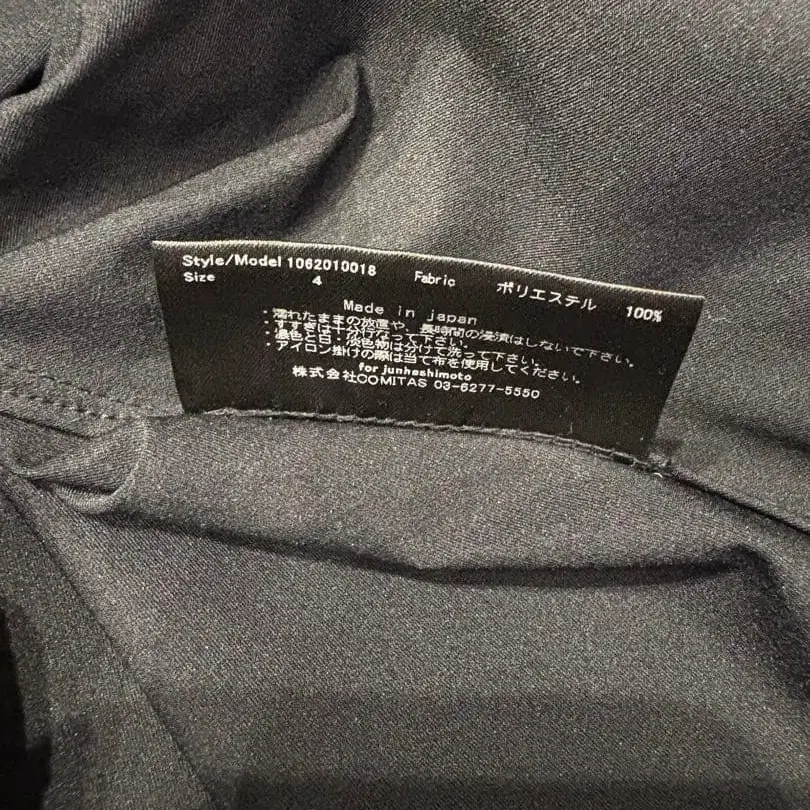 Style/Model 1062010018 Fabric ポリエステル 100%
Size 4
Made in japan
・濡れたままの放置や、長時間の浸漬はしないで下さい。
・すすぎは十分行なって下さい。
・濃色と白・淡色物は分けて洗って下さい。
・アイロン掛けの際は当て布を使用してください。
for junhashimoto
株式会社COMITAS 03-6277-5550